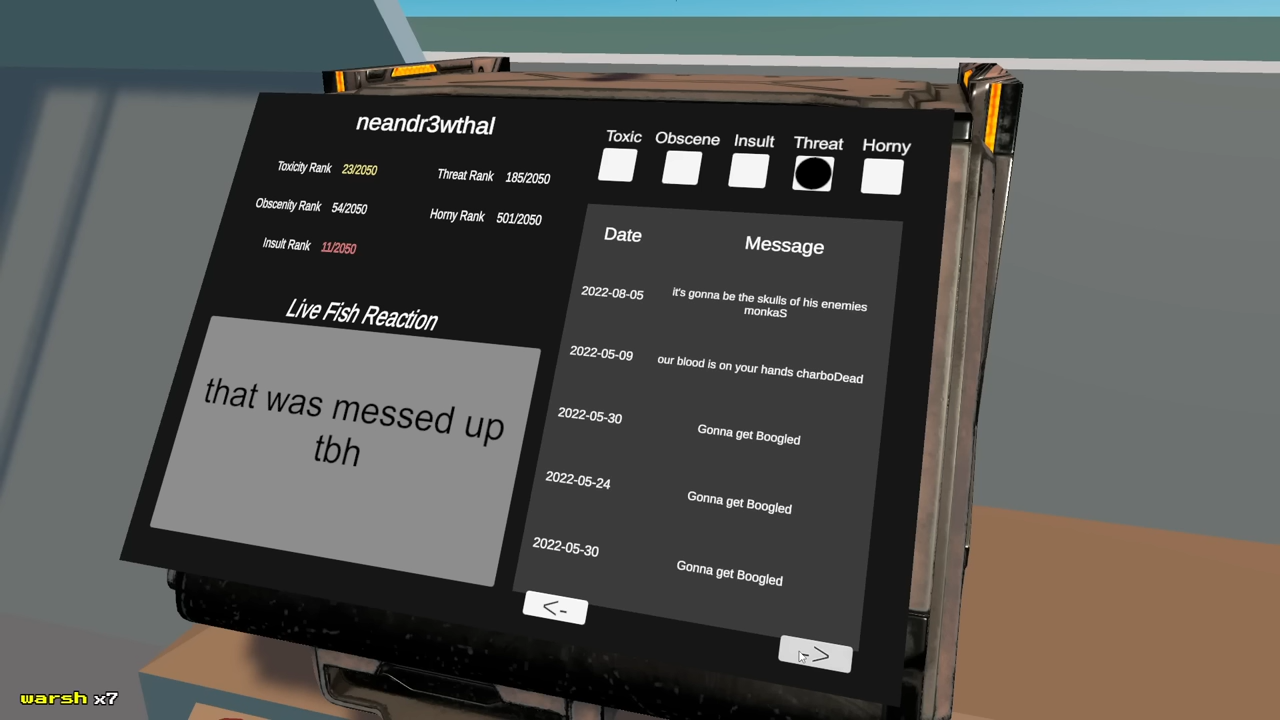 neandr3wthal
Toxicity Rank 23/2050
Threat Rank 185/2050
Obscenity Rank 54/2050
Horny Rank 501/2050
Insult Rank 11/2050
Live Fish Reaction
that was messed up
tbh
Toxic Obscene Insult Threat Horny
Date Message
2022-08-05 it's gonna be the skulls of his enemies
monkaS
2022-05-09 our blood is on your hands charboDead
2022-05-30 Gonna get Boogled
2022-05-24 Gonna get Boogled
2022-05-30 Gonna get Boogled
<- ->
warsh x7